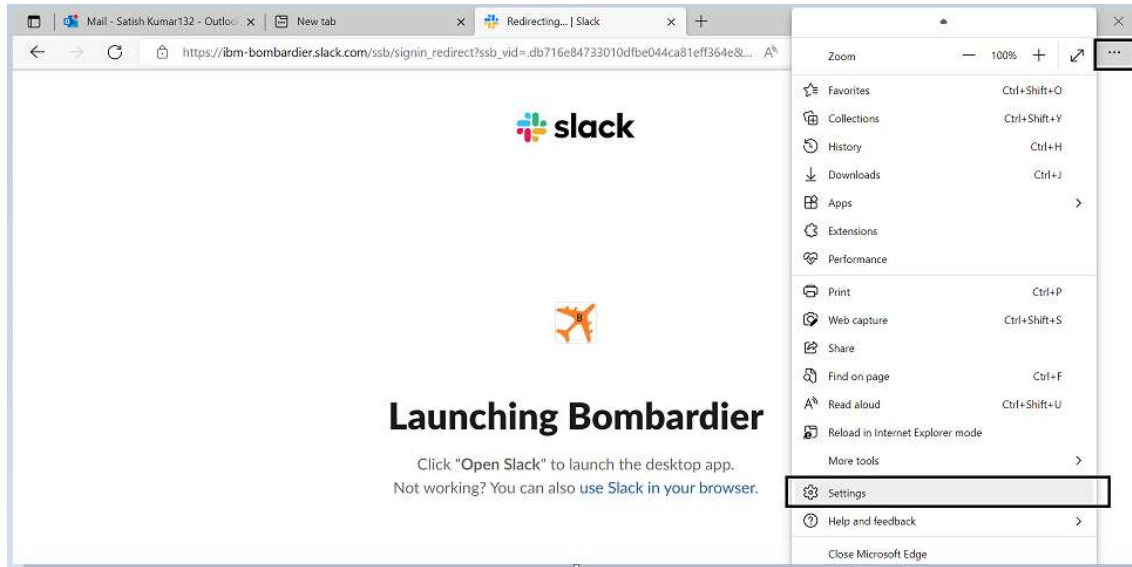 Mail - Satish Kumar132 - Outloo
New tab
Redirecting... | Slack
https://ibm-bombardier.slack.com/ssb/signin_redirect?ssb_vid=.db716e84733010dfbe044ca81eff364e&...
Zoom 100%
Favorites Ctrl+Shift+O
Collections Ctrl+Shift+Y
History Ctrl+H
Downloads Ctrl+J
Apps
Extensions
Performance
Print Ctrl+P
Web capture Ctrl+Shift+S
Share
Find on page Ctrl+F
Read aloud Ctrl+Shift+U
Reload in Internet Explorer mode
More tools
Settings
Help and feedback
Close Microsoft Edge
slack
B
Launching Bombardier
Click "Open Slack" to launch the desktop app.
Not working? You can also use Slack in your browser.